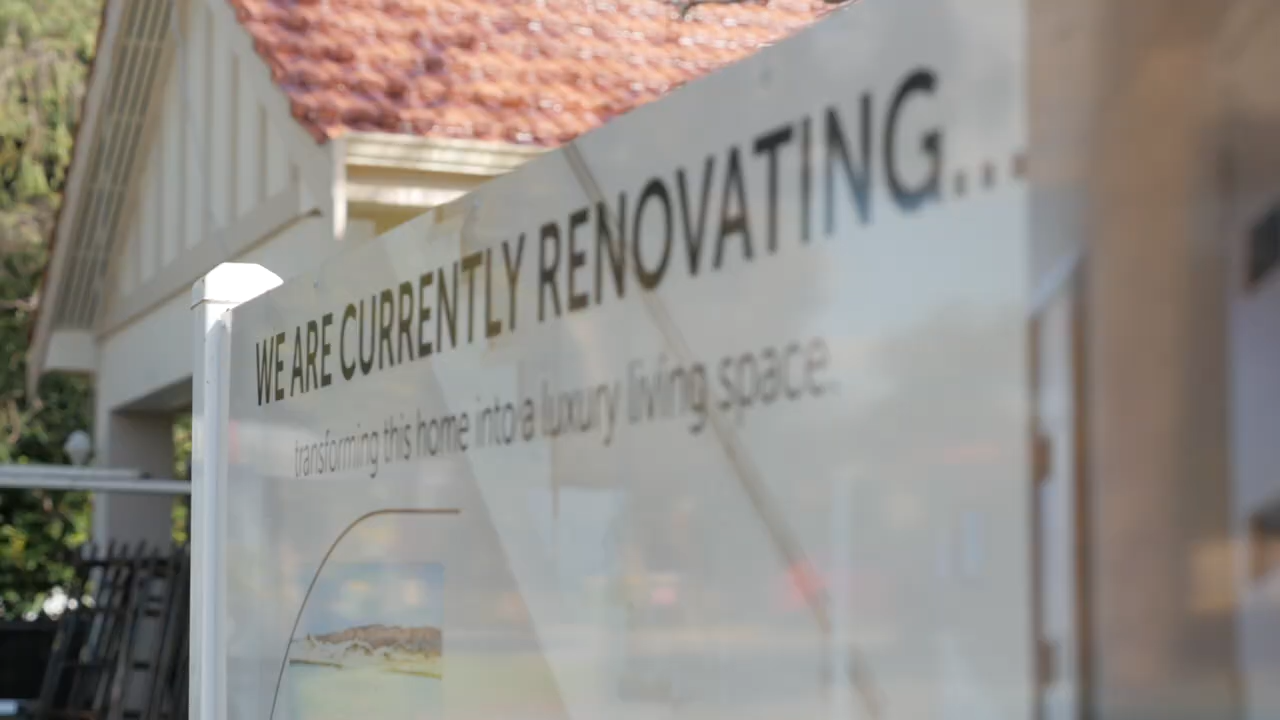 WE ARE CURRENTLY RENOVATING...
transforming this home into a luxury living space.